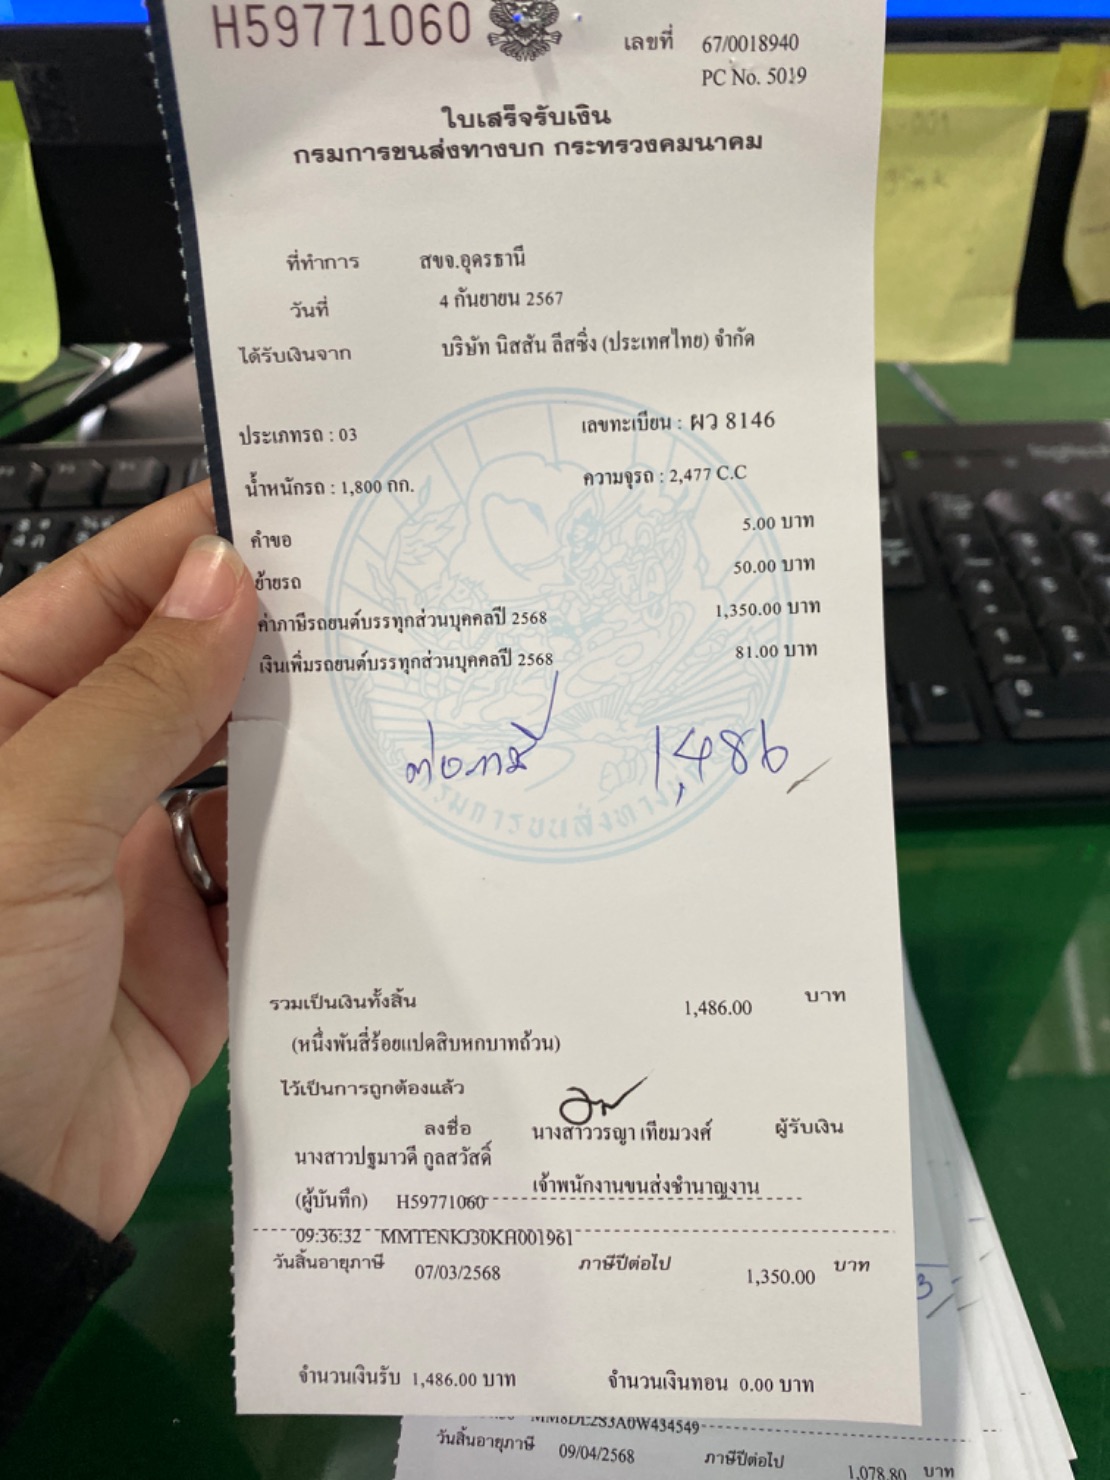 H59771060
เลขที่ 67/0018940
PC No. 5019
ใบเสร็จรับเงิน
กรมการขนส่งทางบก กระทรวงคมนาคม
ที่ทำการ สขจ.อุดรธานี
วันที่ 4 กันยายน 2567
ได้รับเงินจาก บริษัท นิสสัน ลีสซิ่ง (ประเทศไทย) จำกัด
ประเภทรถ : 03 เลขทะเบียน : ผว 8146
น้ำหนักรถ : 1,800 กก. ความจุรถ : 2,477 C.C
คำขอ 5.00 บาท
ย้ายรถ 50.00 บาท
ค่าภาษีรถยนต์บรรทุกส่วนบุคคลปี 2568 1,350.00 บาท
เงินเพิ่มรถยนต์บรรทุกส่วนบุคคลปี 2568 81.00 บาท
ต่อภาษี 1,486
กรมการขนส่งทางบก
รวมเป็นเงินทั้งสิ้น 1,486.00 บาท
(หนึ่งพันสี่ร้อยแปดสิบหกบาทถ้วน)
ไว้เป็นการถูกต้องแล้ว
ลงชื่อ นางสาววรญา เทียมวงศ์ ผู้รับเงิน
นางสาวปฐมาวดี กูลสวัสดิ์
(ผู้บันทึก) H59771060 เจ้าพนักงานขนส่งชำนาญงาน
09:36:32 MMTENKJ30KH001961
วันสิ้นอายุภาษี 07/03/2568 ภาษีปีต่อไป 1,350.00 บาท
จำนวนเงินรับ 1,486.00 บาท จำนวนเงินทอน 0.00 บาท
MM8DL2S3A0W434549
วันสิ้นอายุภาษี 09/04/2568 ภาษีปีต่อไป 1,078.80 บาท